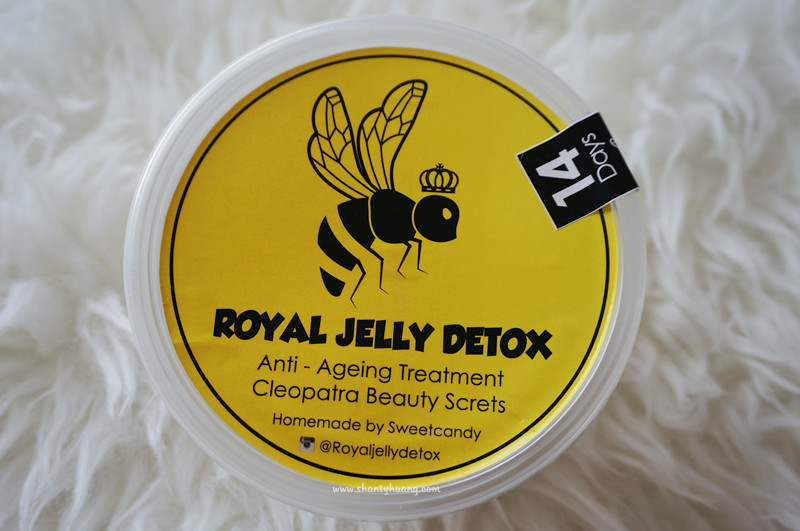 14
Days
ROYAL JELLY DETOX
Anti - Ageing Treatment
Cleopatra Beauty Screts
Homemade by Sweetcandy
@Royaljellydetox
www.shantyhuang.com